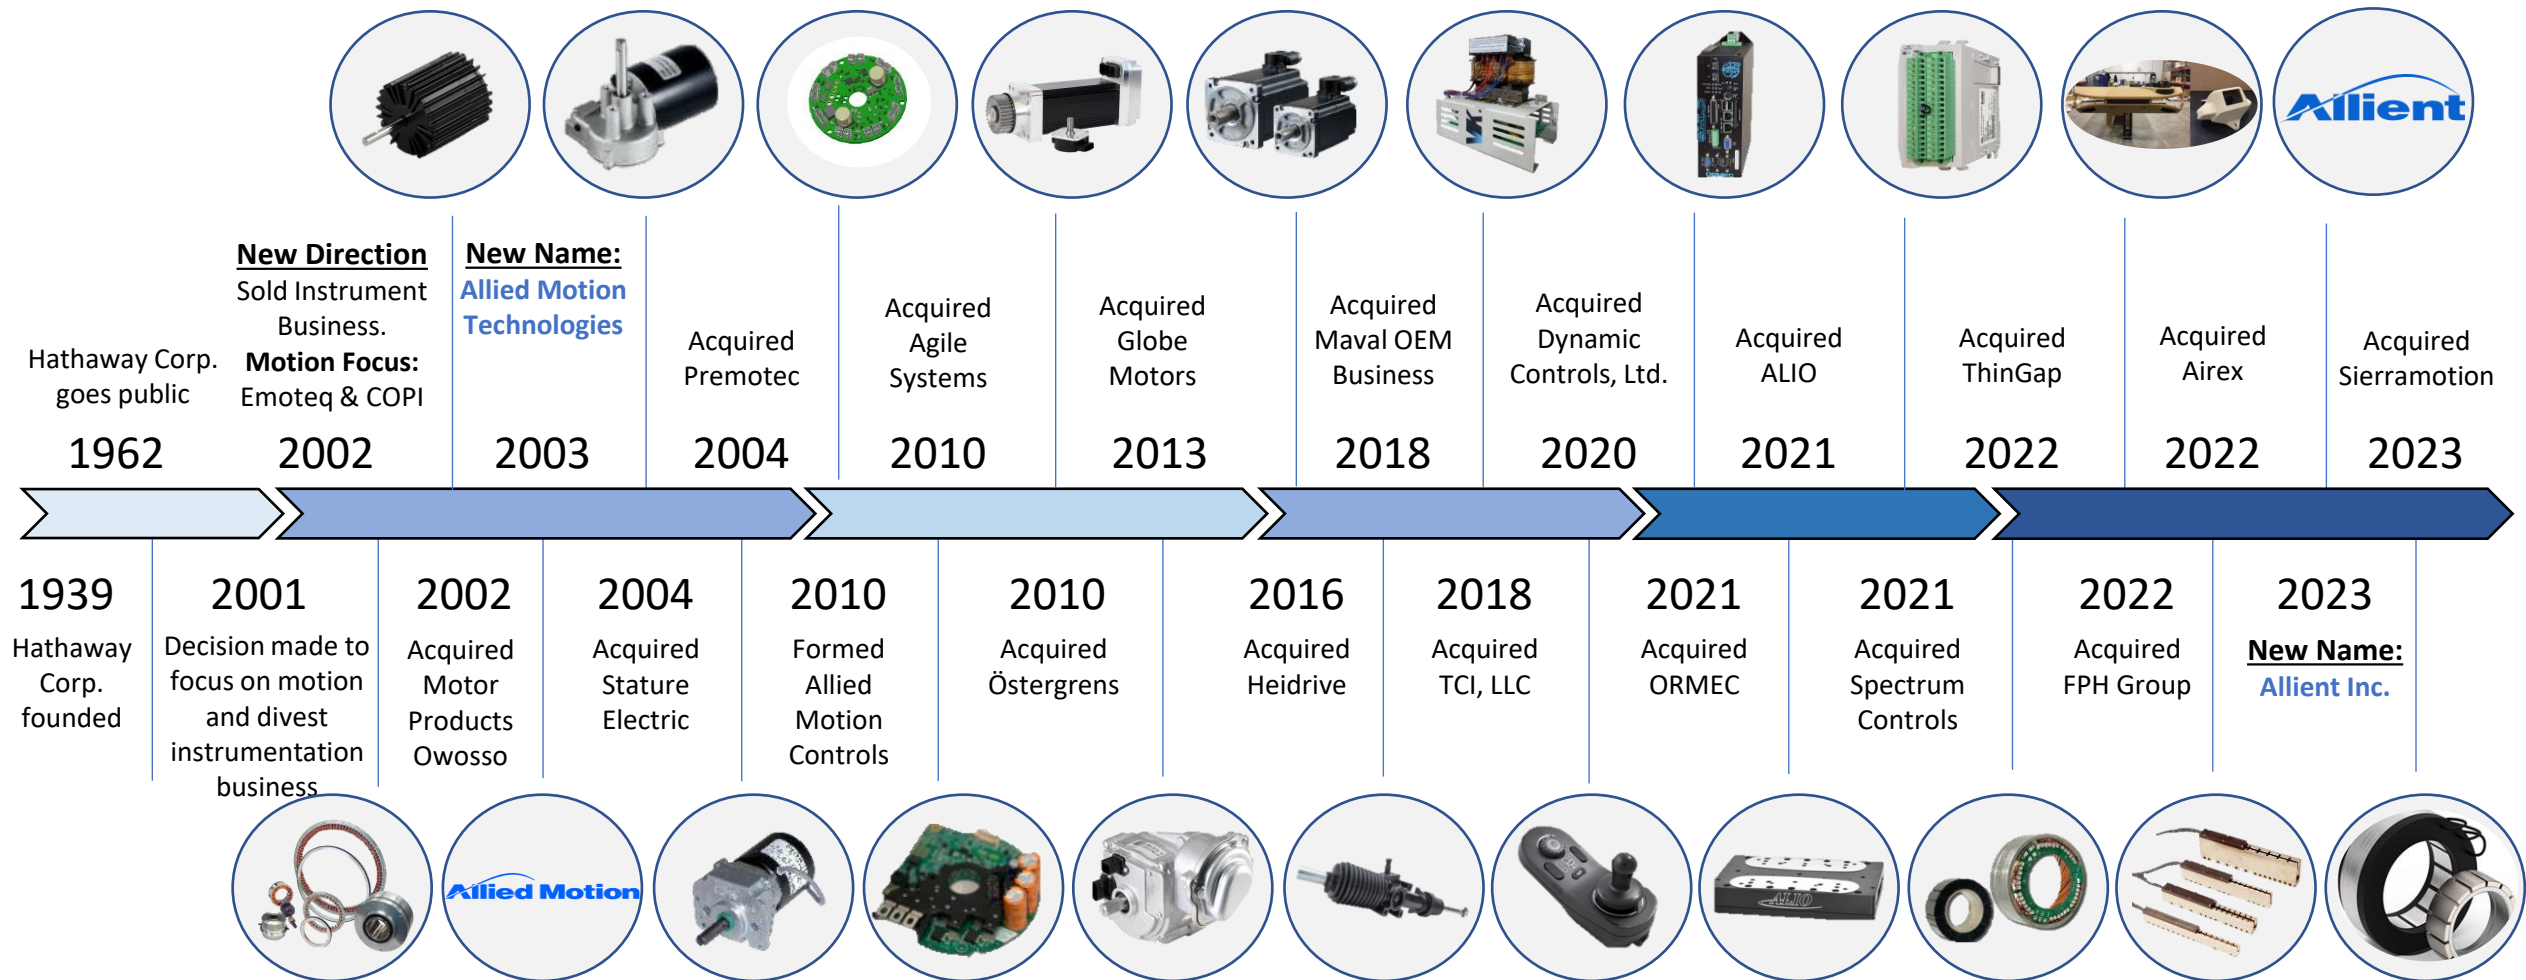 Allient
New Direction
Sold Instrument
Business.
Motion Focus:
Emoteq & COPI
New Name:
Allied Motion
Technologies
Hathaway Corp.
goes public
Acquired
Premotec
Acquired
Agile
Systems
Acquired
Globe
Motors
Acquired
Maval OEM
Business
Acquired
Dynamic
Controls, Ltd.
Acquired
ALIO
Acquired
ThinGap
Acquired
Airex
Acquired
Sierramotion
1962
2002
2003
2004
2010
2013
2018
2020
2021
2022
2022
2023
1939
2001
2002
2004
2010
2010
2016
2018
2021
2021
2022
2023
Hathaway
Corp.
founded
Decision made to
focus on motion
and divest
instrumentation
business
Acquired
Motor
Products
Owosso
Acquired
Stature
Electric
Formed
Allied
Motion
Controls
Acquired
Östergrens
Acquired
Heidrive
Acquired
TCI, LLC
Acquired
ORMEC
Acquired
Spectrum
Controls
Acquired
FPH Group
New Name:
Allient Inc.
Allied Motion
ALIO